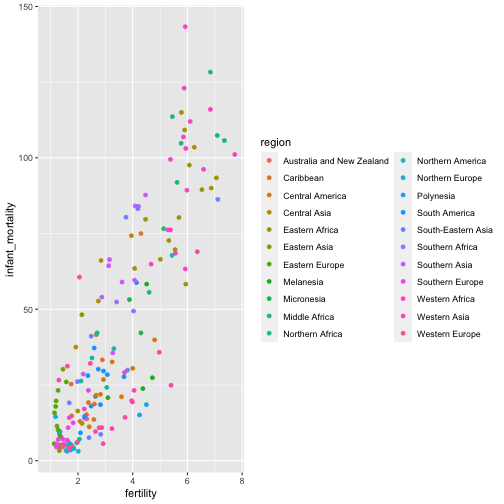 150
100
50
0
infant_mortality
2
4
6
8
fertility
region
Australia and New Zealand
Caribbean
Central America
Central Asia
Eastern Africa
Eastern Asia
Eastern Europe
Melanesia
Micronesia
Middle Africa
Northern Africa
Northern America
Northern Europe
Polynesia
South America
South-Eastern Asia
Southern Africa
Southern Asia
Southern Europe
Western Africa
Western Asia
Western Europe